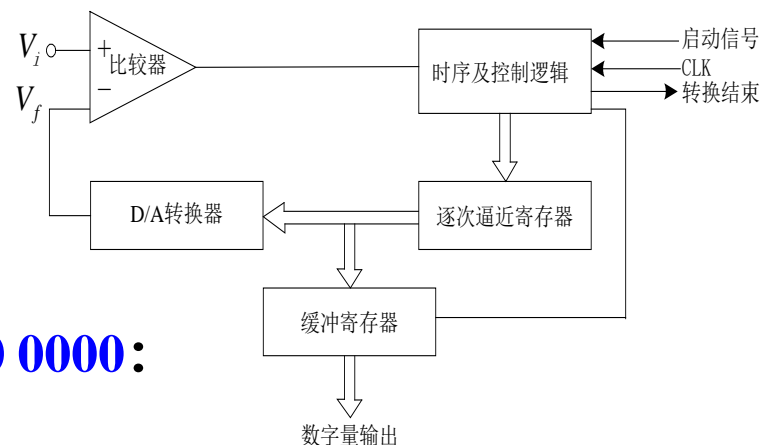 启动信号
V_i + 比较器 时序及控制逻辑 CLK
V_f − 转换结束
D/A转换器 逐次逼近寄存器
缓冲寄存器
0000：
数字量输出